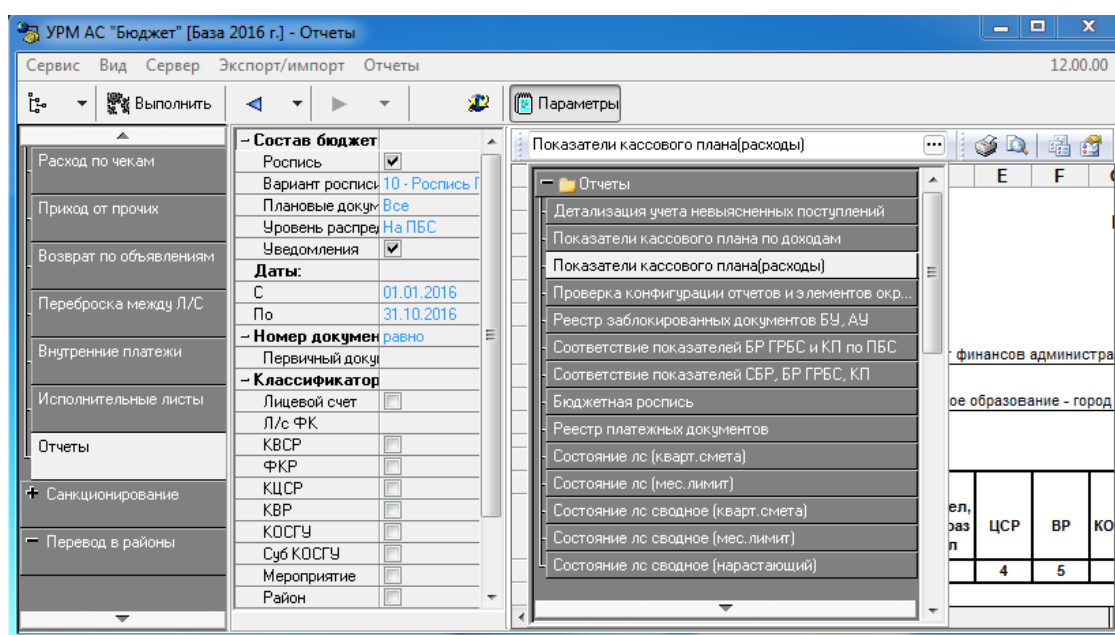 УРМ АС "Бюджет" [База 2016 г.] - Отчеты
Сервис Вид Сервер Экспорт/импорт Отчеты 12.00.00
Выполнить
Параметры
Расход по чекам
Приход от прочих
Возврат по объявлениям
Переброска между Л/С
Внутренние платежи
Исполнительные листы
Отчеты
Санкционирование
Перевод в районы
Состав бюджет
Роспись
Вариант росписи 10 - Роспись Г
Плановые докум Все
Уровень распред На ПБС
Уведомления
Даты:
С 01.01.2016
По 31.10.2016
Номер докумен равно
Первичный доку
Классификатор
Лицевой счет
Л/с ФК
КВСР
ФКР
КЦСР
КВР
КОСГУ
Суб КОСГУ
Мероприятие
Район
Показатели кассового плана(расходы)
Отчеты
Детализация учета невыясненных поступлений
Показатели кассового плана по доходам
Показатели кассового плана(расходы)
Проверка конфигурации отчетов и элементов окр...
Реестр заблокированных документов БУ, АУ
Соответствие показателей БР ГРБС и КП по ПБС
Соответствие показателей СБР, БР ГРБС, КП
Бюджетная роспись
Реестр платежных документов
Состояние лс (кварт.смета)
Состояние лс (мес.лимит)
Состояние лс сводное (кварт.смета)
Состояние лс сводное (мес.лимит)
Состояние лс сводное (нарастающий)
E F
финансов администра
ое образование - город
ел,
раз
п
ЦСР ВР КО
4 5